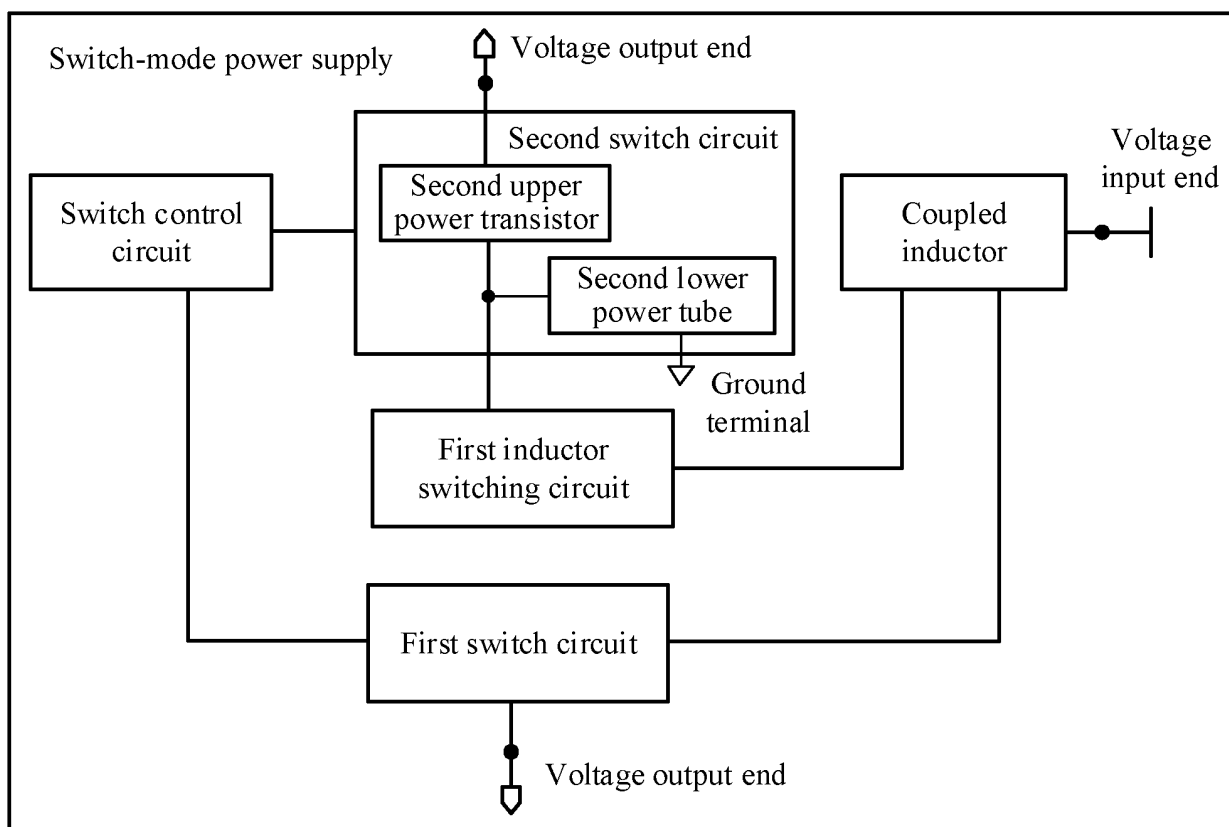 Switch-mode power supply
Voltage output end
Second switch circuit
Second upper
power transistor
Second lower
power tube
Switch control
circuit
Coupled
inductor
Voltage
input end
Ground
terminal
First inductor
switching circuit
First switch circuit
Voltage output end